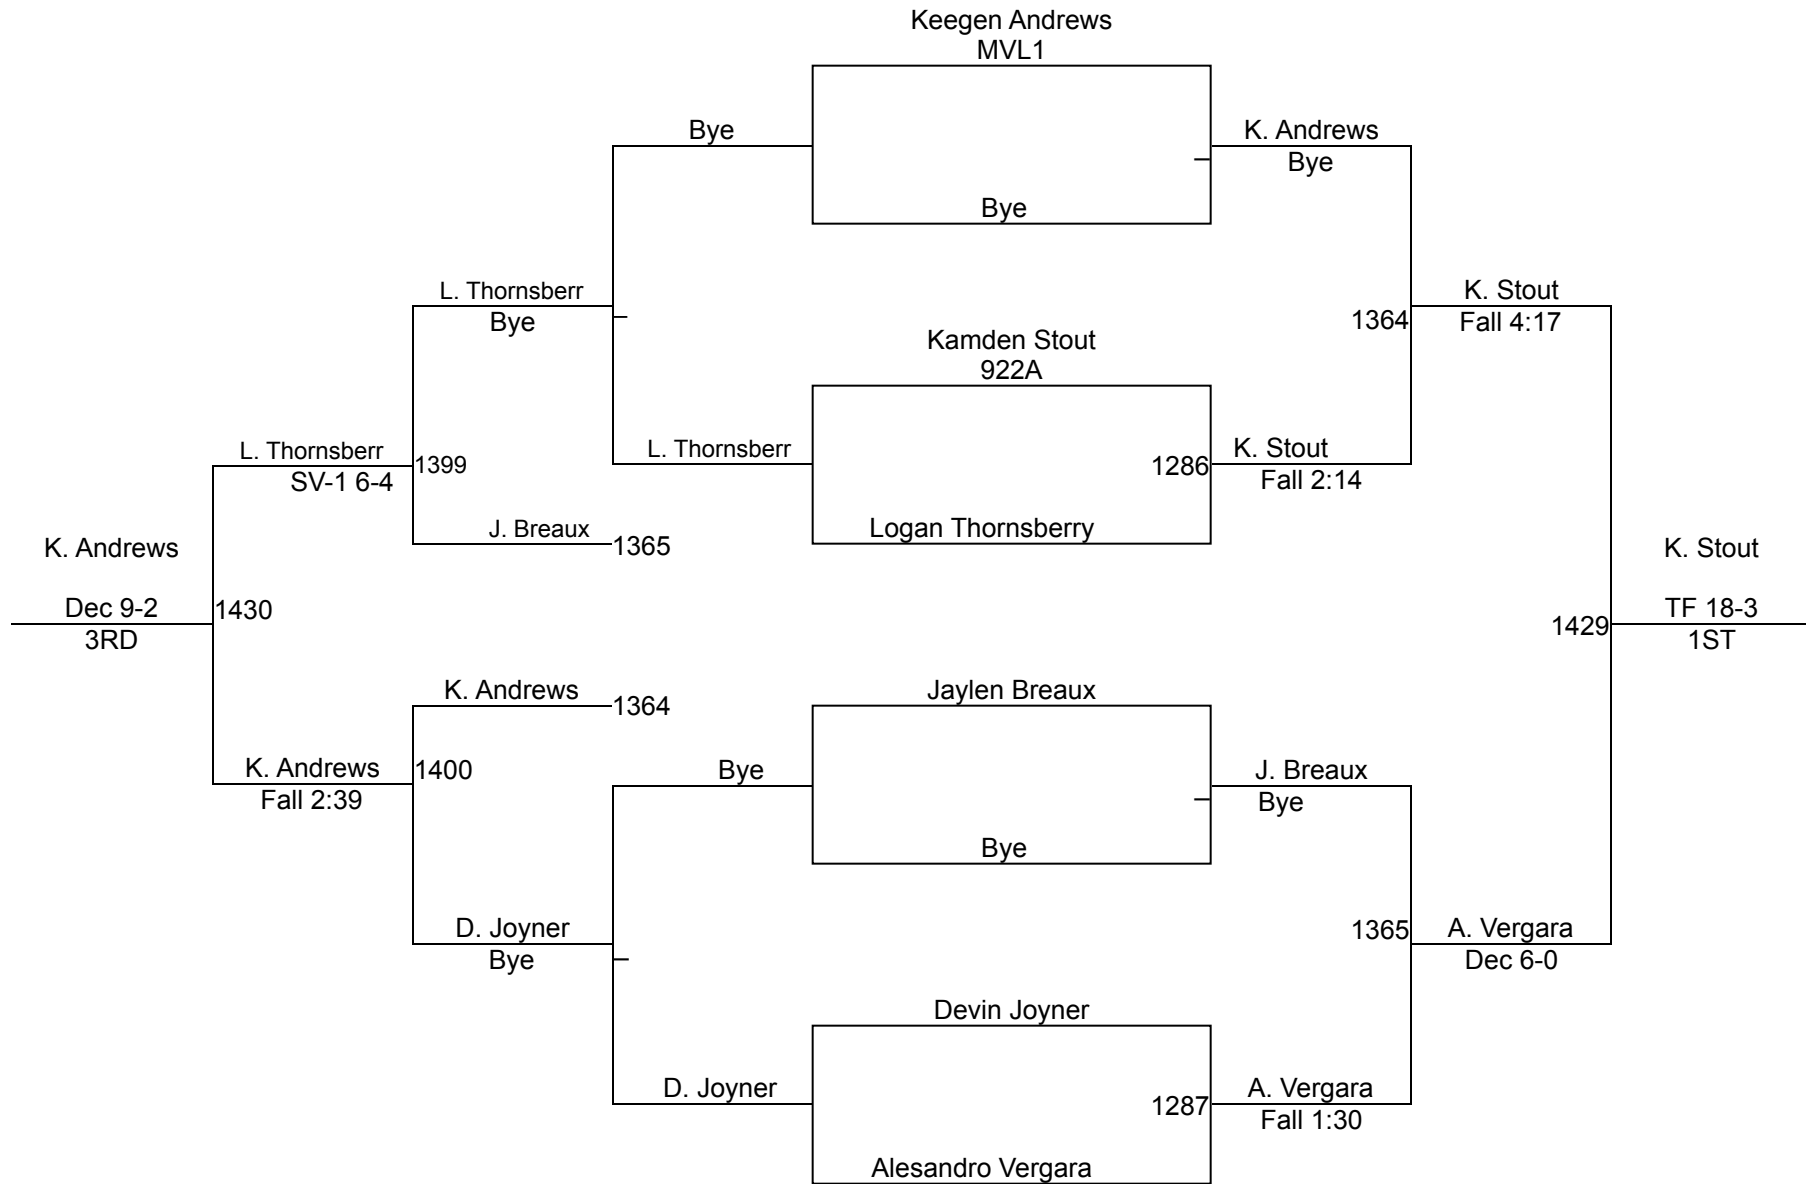 Keegen Andrews
MVL1
Bye
K. Andrews
Bye
Bye
L. Thornsberr
Bye
K. Stout
Fall 4:17
1364
Kamden Stout
922A
L. Thornsberr
SV-1 6-4
1399
L. Thornsberr
1286
K. Stout
Fall 2:14
J. Breaux
1365
Logan Thornsberry
K. Andrews
Dec 9-2
3RD
1430
K. Stout
TF 18-3
1ST
1429
K. Andrews
1364
Jaylen Breaux
K. Andrews
Fall 2:39
1400
Bye
J. Breaux
Bye
Bye
D. Joyner
Bye
1365
A. Vergara
Dec 6-0
Devin Joyner
D. Joyner
1287
A. Vergara
Fall 1:30
Alesandro Vergara